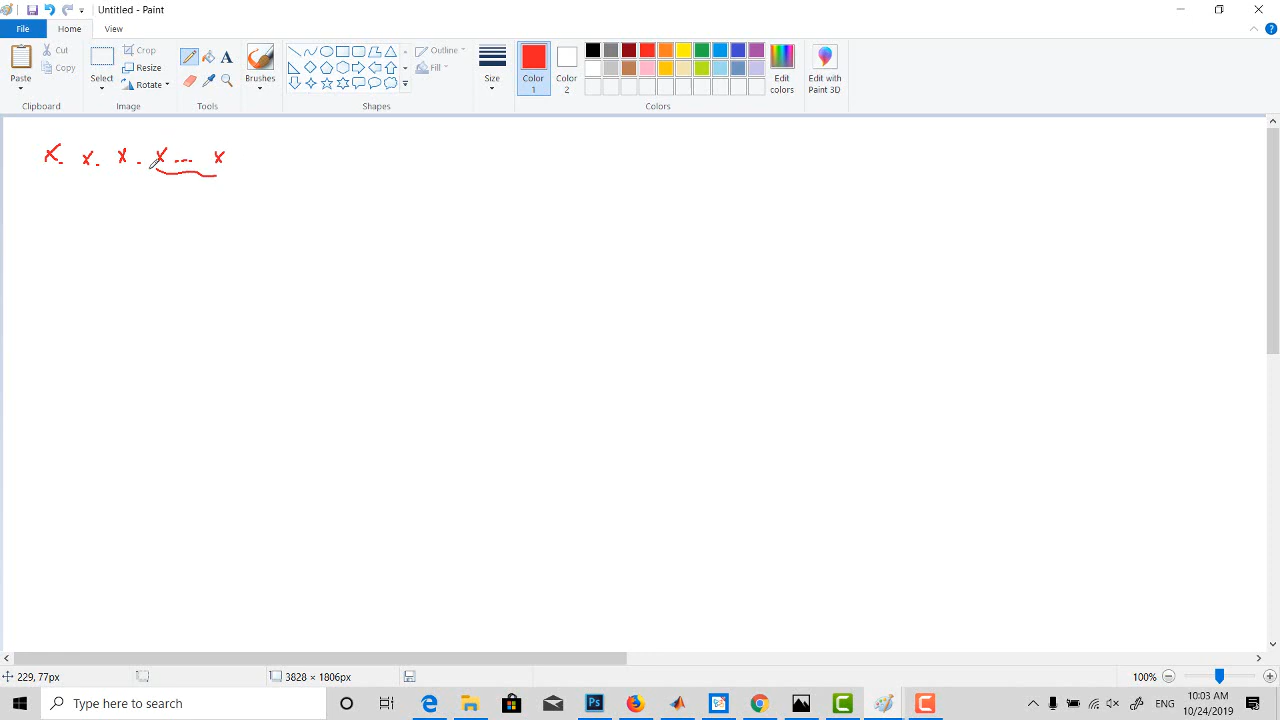 Untitled - Paint
File Home View
Paste
Cut
Copy
Clipboard
Select
Crop
Resize
Rotate
Image
Tools
Brushes
Outline
Fill
Shapes
Size
Color 1
Color 2
Edit colors
Colors
Edit with Paint 3D
x. x. x. x... x
229, 77px
3828 × 1806px
100%
Type here to search
ENG
10:03 AM
10/24/2019